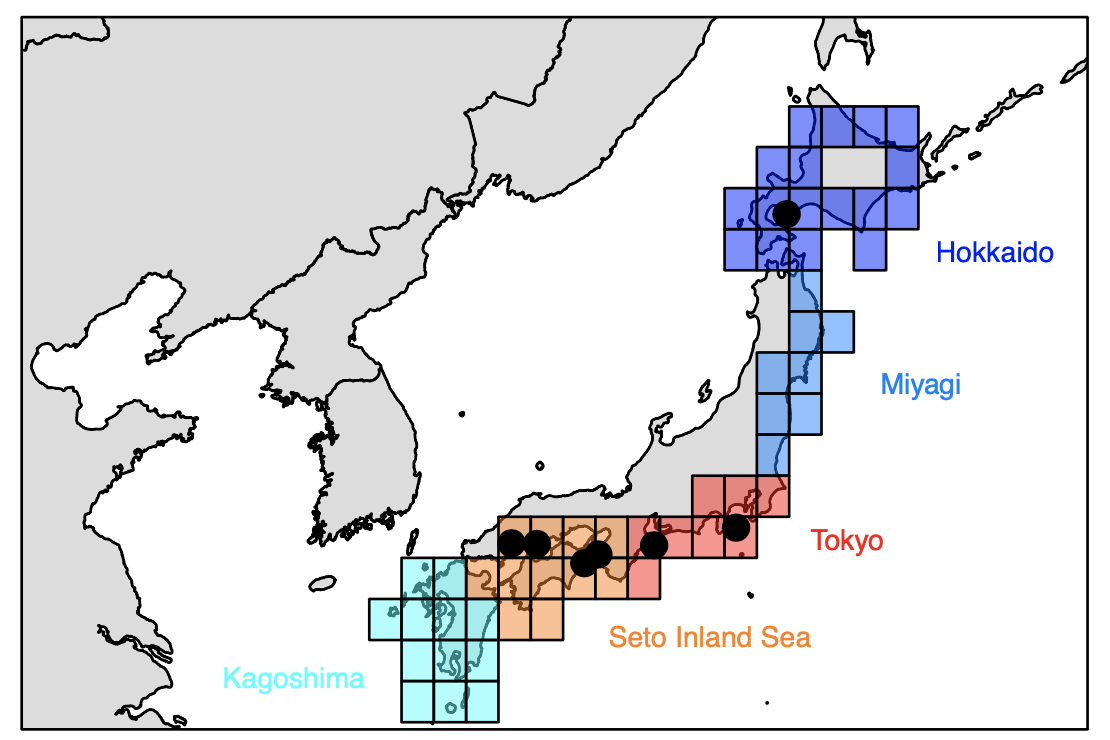 Hokkaido
Miyagi
Tokyo
Seto Inland Sea
Kagoshima